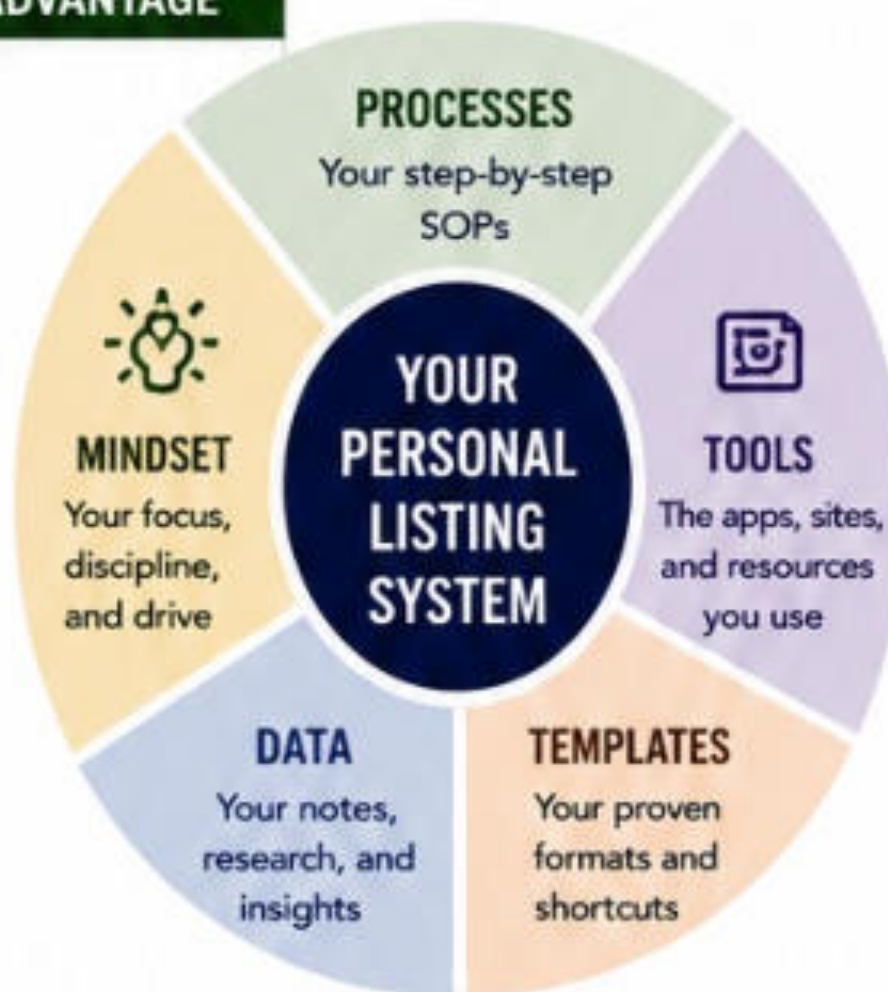 ADVANTAGE
PROCESSES
Your step-by-step
SOPs
MINDSET
Your focus,
discipline,
and drive
YOUR
PERSONAL
LISTING
SYSTEM
TOOLS
The apps, sites,
and resources
you use
DATA
Your notes,
research, and
insights
TEMPLATES
Your proven
formats and
shortcuts